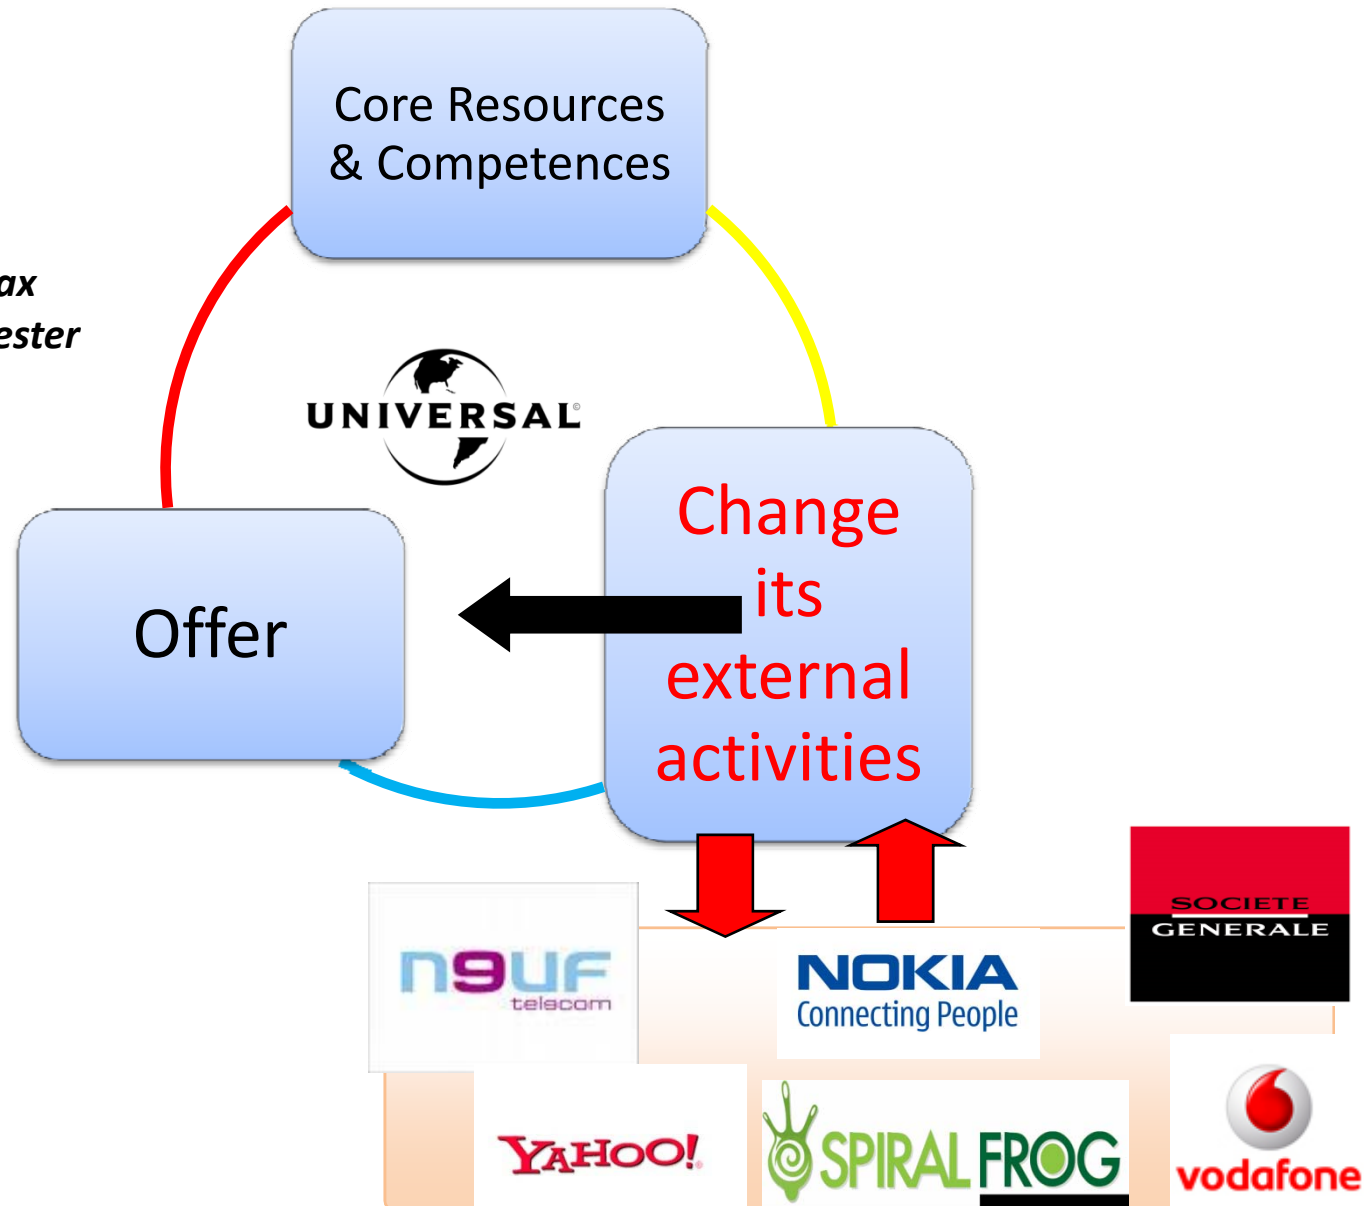 Core Resources
& Competences
ax
ester
UNIVERSAL©
Change
its
external
activities
Offer
SOCIETE
GENERALE
n9uf
telecom
NOKIA
Connecting People
YAHOO!
SPIRAL FROG
vodafone